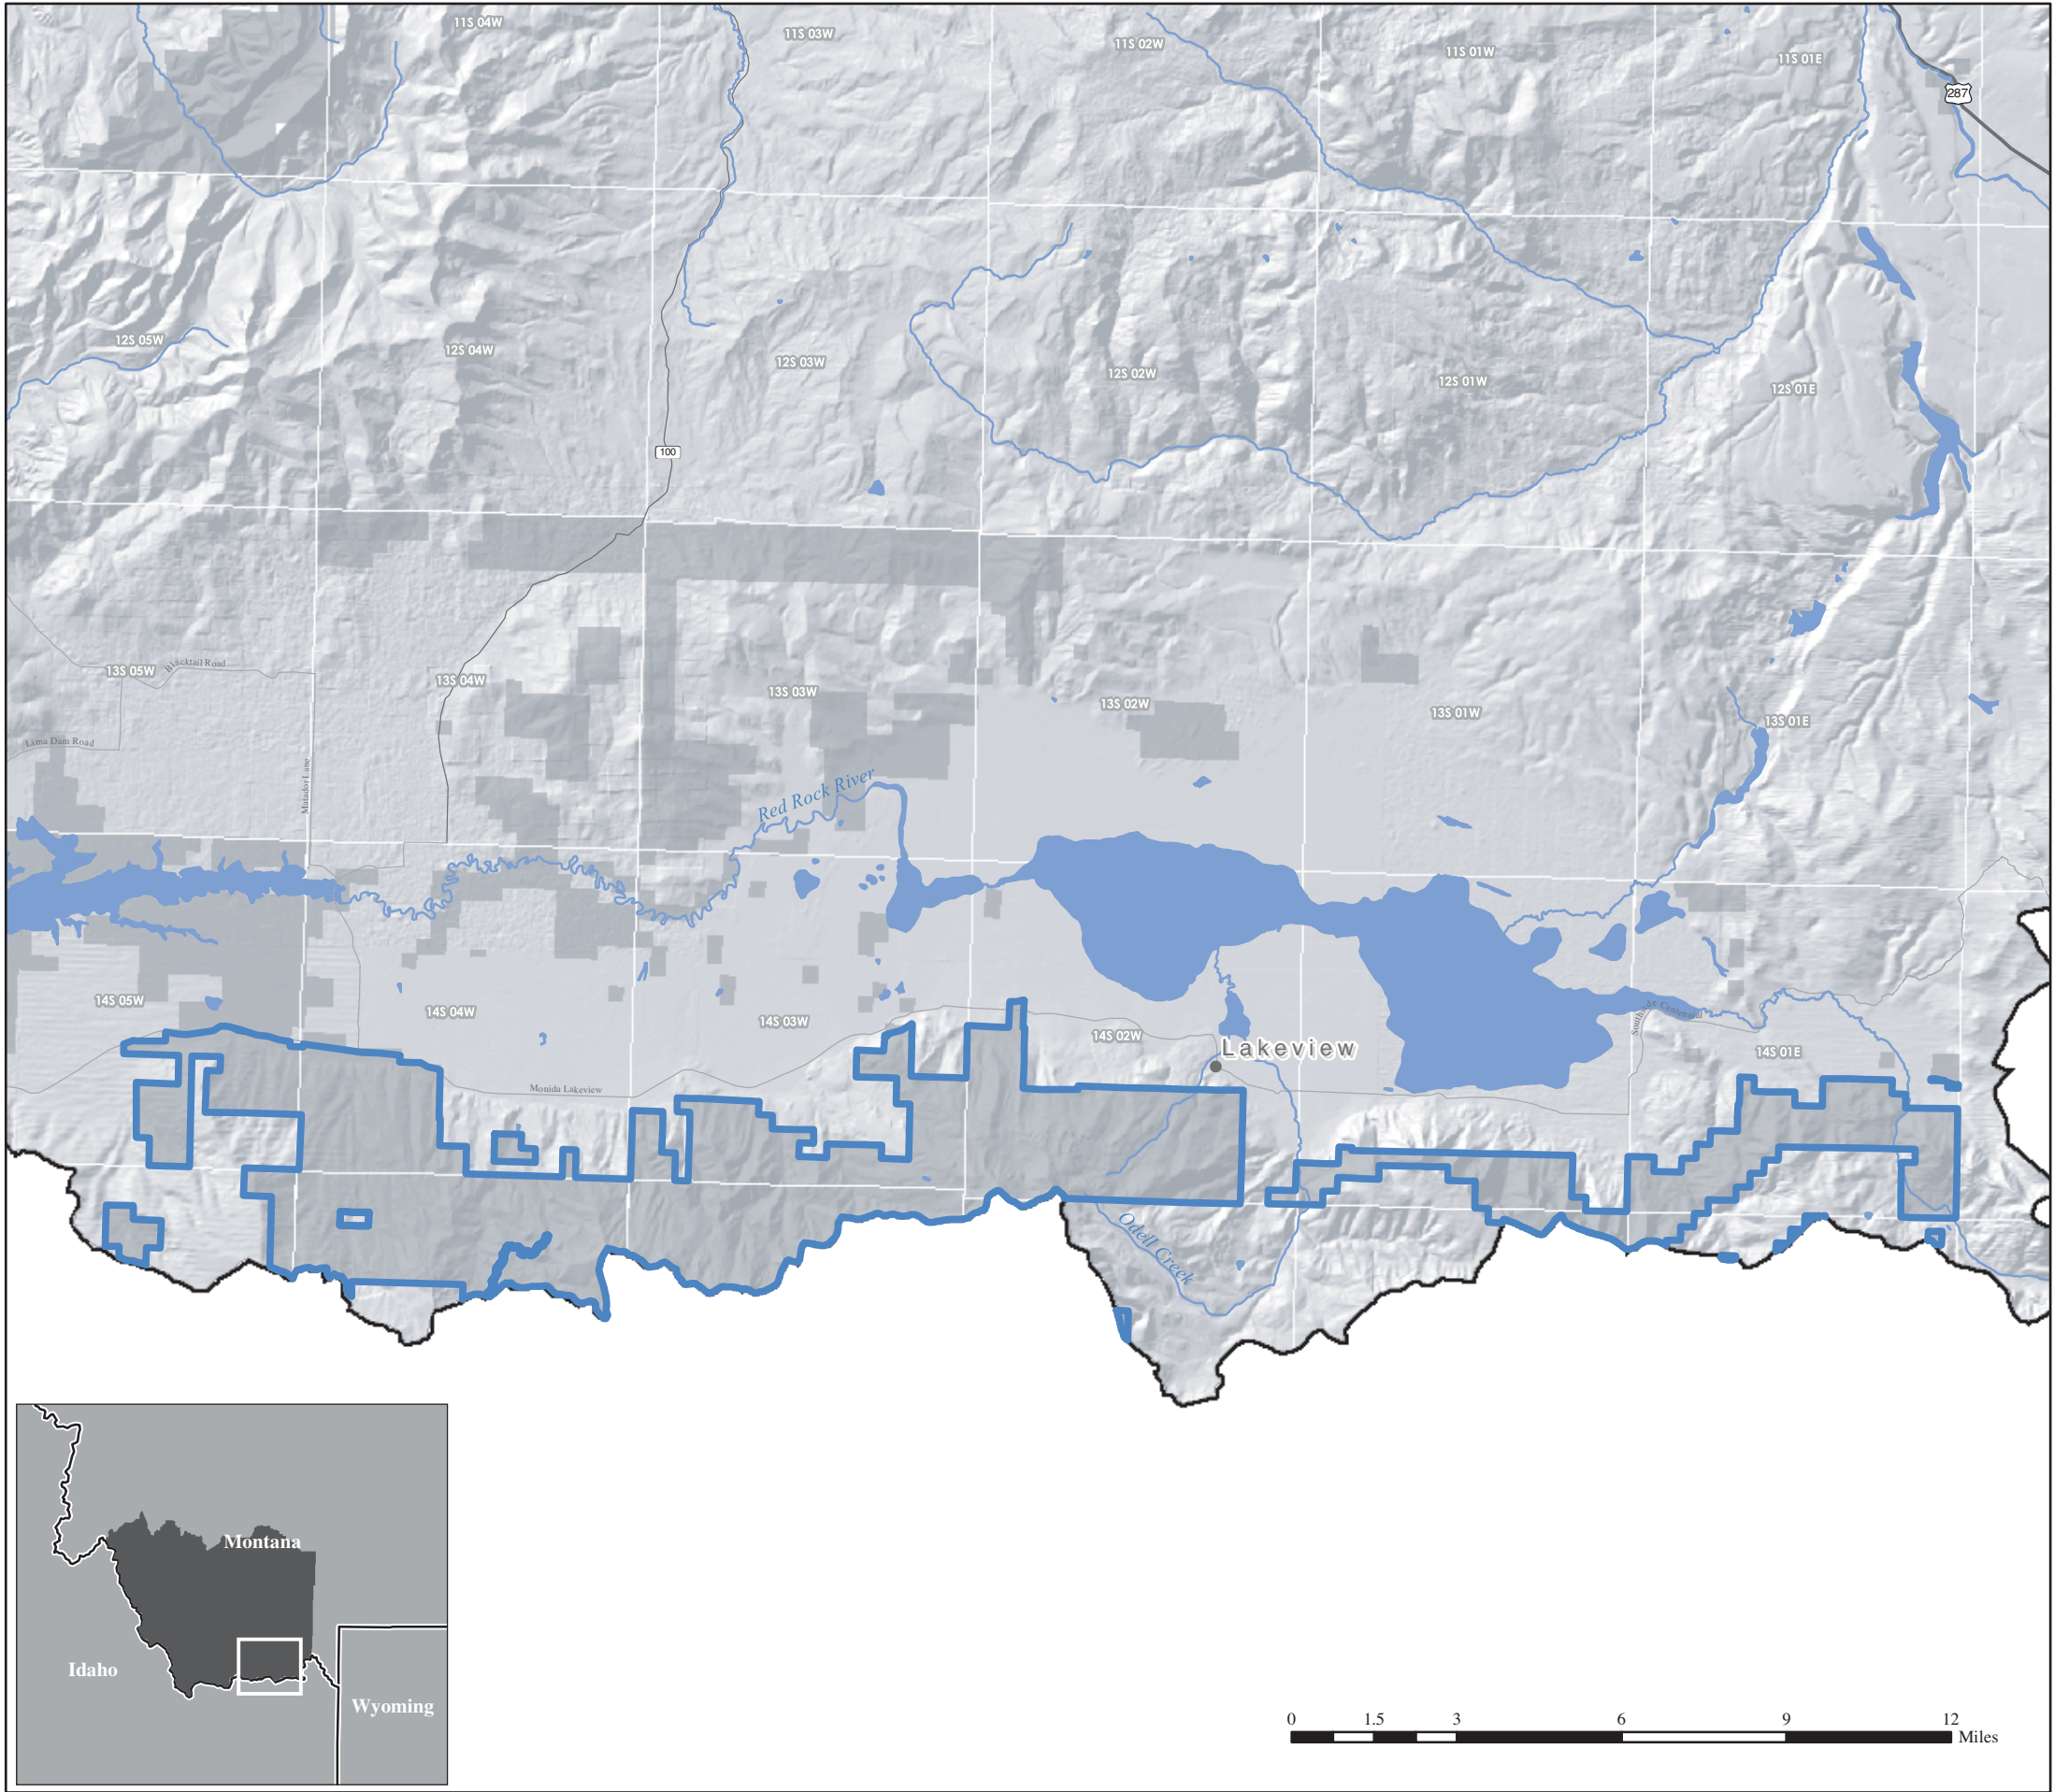 11S 04W
11S 03W
11S 02W
11S 01W
11S 01E
287
12S 05W
12S 04W
12S 03W
12S 02W
12S 01W
12S 01E
100
13S 05W
Blacktail Road
13S 04W
13S 03W
13S 02W
13S 01W
13S 01E
Lima Dam Road
Matador Lane
Red Rock River
14S 05W
14S 04W
14S 03W
14S 02W
14S 01E
Southside Centennial
Lakeview
Monida Lakeview
Odell Creek
Montana
Idaho
Wyoming
0 1.5 3 6 9 12
Miles